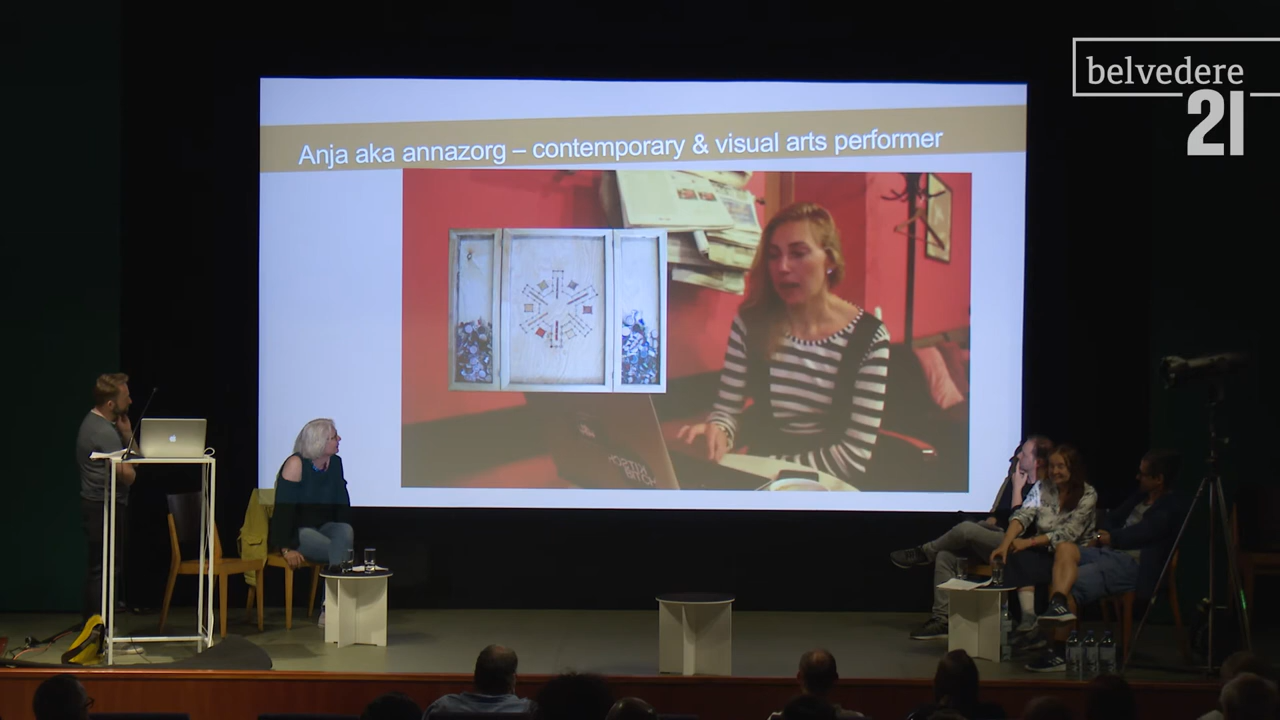 belvedere
21
Anja aka annazorg – contemporary & visual arts performer